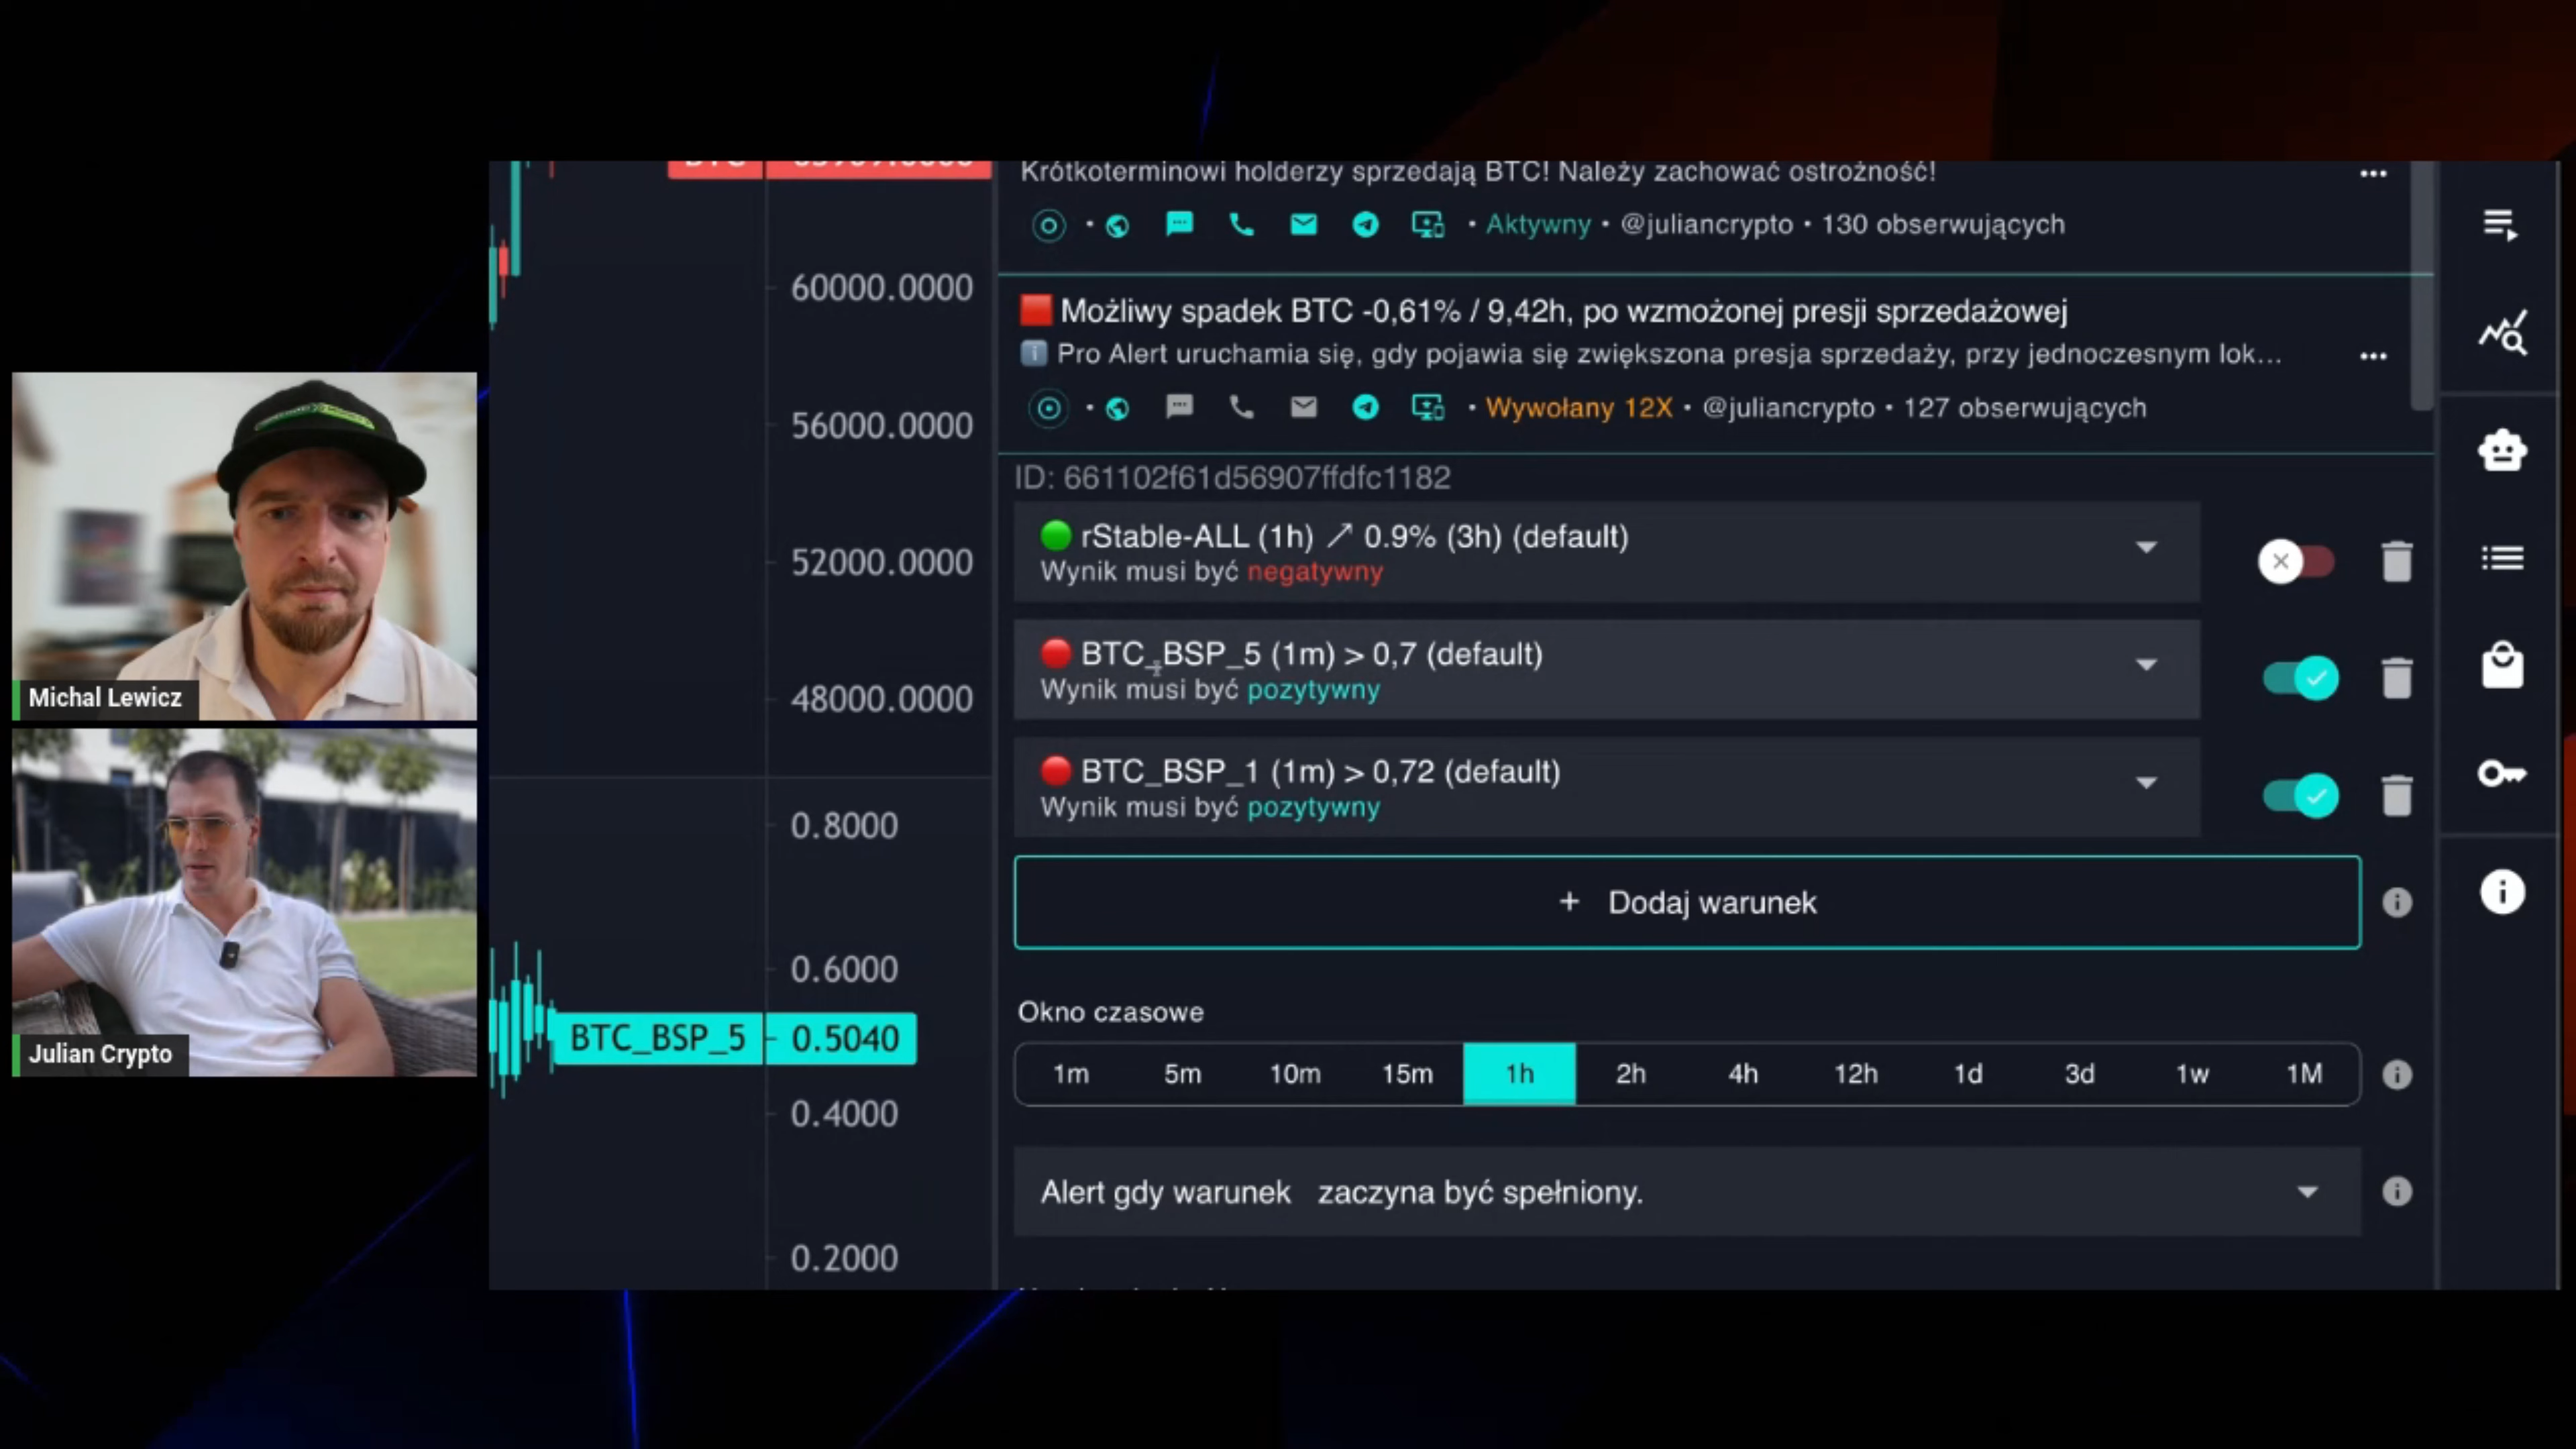 Krótkoterminowi holderzy sprzedają BTC! Należy zachować ostrożność!
• Aktywny • @juliancrypto • 130 obserwujących
Możliwy spadek BTC -0,61% / 9,42h, po wzmożonej presji sprzedażowej
Pro Alert uruchamia się, gdy pojawia się zwiększona presja sprzedaży, przy jednoczesnym lok...
• Wywołany 12X • @juliancrypto • 127 obserwujących
ID: 661102f61d56907ffdfc1182
rStable-ALL (1h) ↗ 0.9% (3h) (default)
Wynik musi być negatywny
BTC_BSP_5 (1m) > 0,7 (default)
Wynik musi być pozytywny
BTC_BSP_1 (1m) > 0,72 (default)
Wynik musi być pozytywny
+ Dodaj warunek
Okno czasowe
1m 5m 10m 15m 1h 2h 4h 12h 1d 3d 1w 1M
Alert gdy warunek zaczyna być spełniony.
60000.0000
56000.0000
52000.0000
48000.0000
0.8000
0.6000
BTC_BSP_5 0.5040
0.4000
0.2000
Michal Lewicz
Julian Crypto